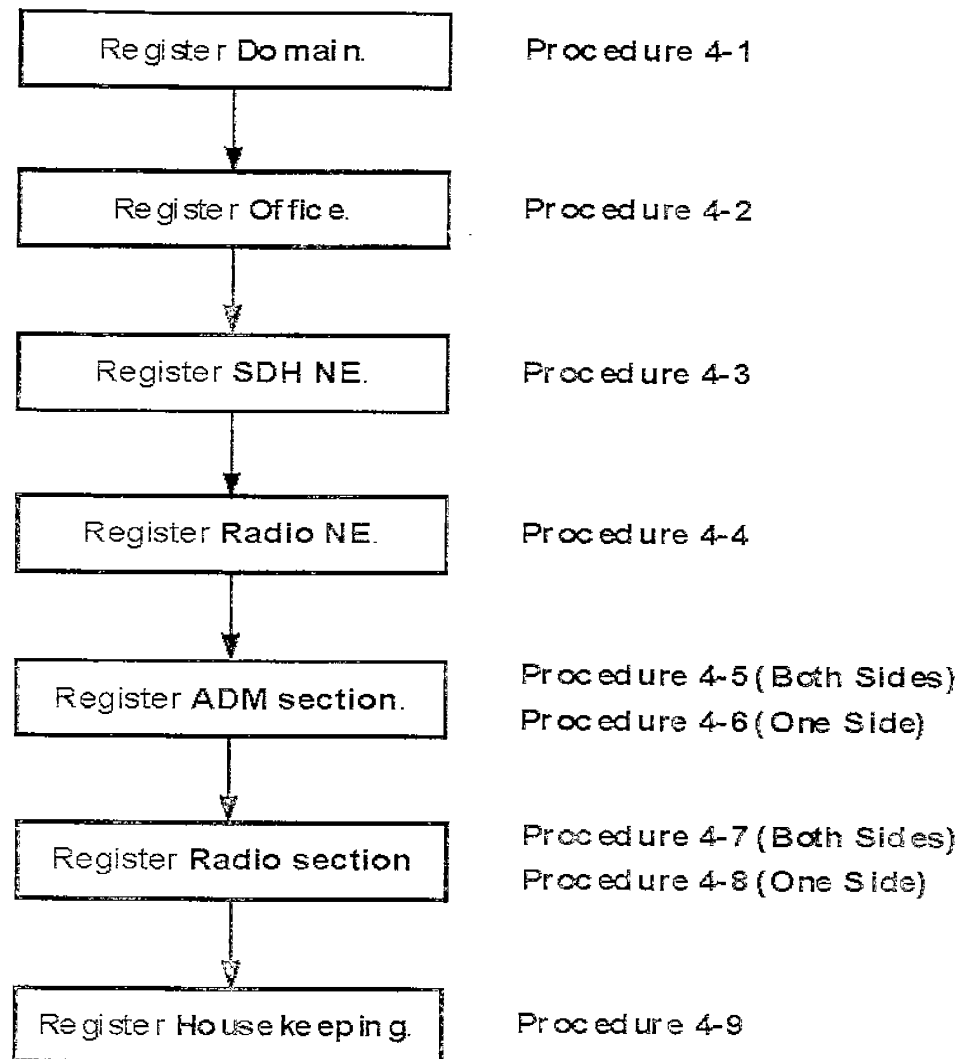 Register Domain.
Procedure 4-1
Register Office.
Procedure 4-2
Register SDH NE.
Procedure 4-3
Register Radio NE.
Procedure 4-4
Register ADM section.
Procedure 4-5 (Both Sides)
Procedure 4-6 (One Side)
Register Radio section
Procedure 4-7 (Both Sides)
Procedure 4-8 (One Side)
Register Housekeeping.
Procedure 4-9